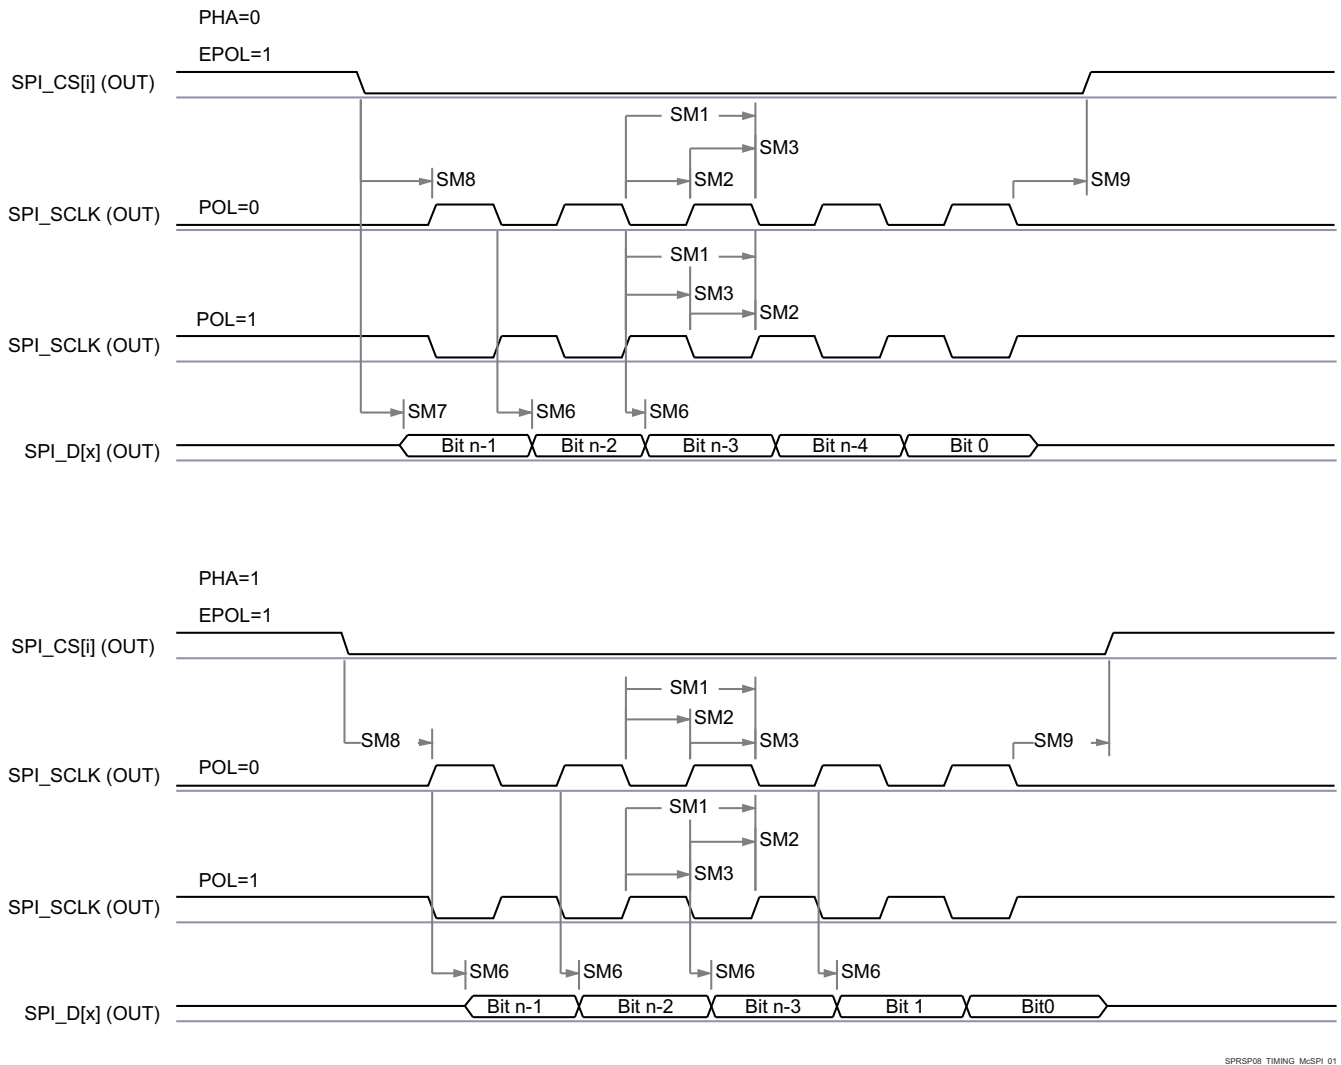 PHA=0
EPOL=1
SPI_CS[i] (OUT)
SM1
SM3
SM8
SM2
SM9
SPI_SCLK (OUT)
POL=0
SM1
SM3
SM2
POL=1
SPI_SCLK (OUT)
SM7
SM6
SM6
SPI_D[x] (OUT)
Bit n-1
Bit n-2
Bit n-3
Bit n-4
Bit 0
PHA=1
EPOL=1
SPI_CS[i] (OUT)
SM1
SM2
SM8
SM3
SM9
SPI_SCLK (OUT)
POL=0
SM1
SM2
SM3
POL=1
SPI_SCLK (OUT)
SM6
SM6
SM6
SM6
SPI_D[x] (OUT)
Bit n-1
Bit n-2
Bit n-3
Bit 1
Bit0
SPRSP08_TIMING_McSPI_01